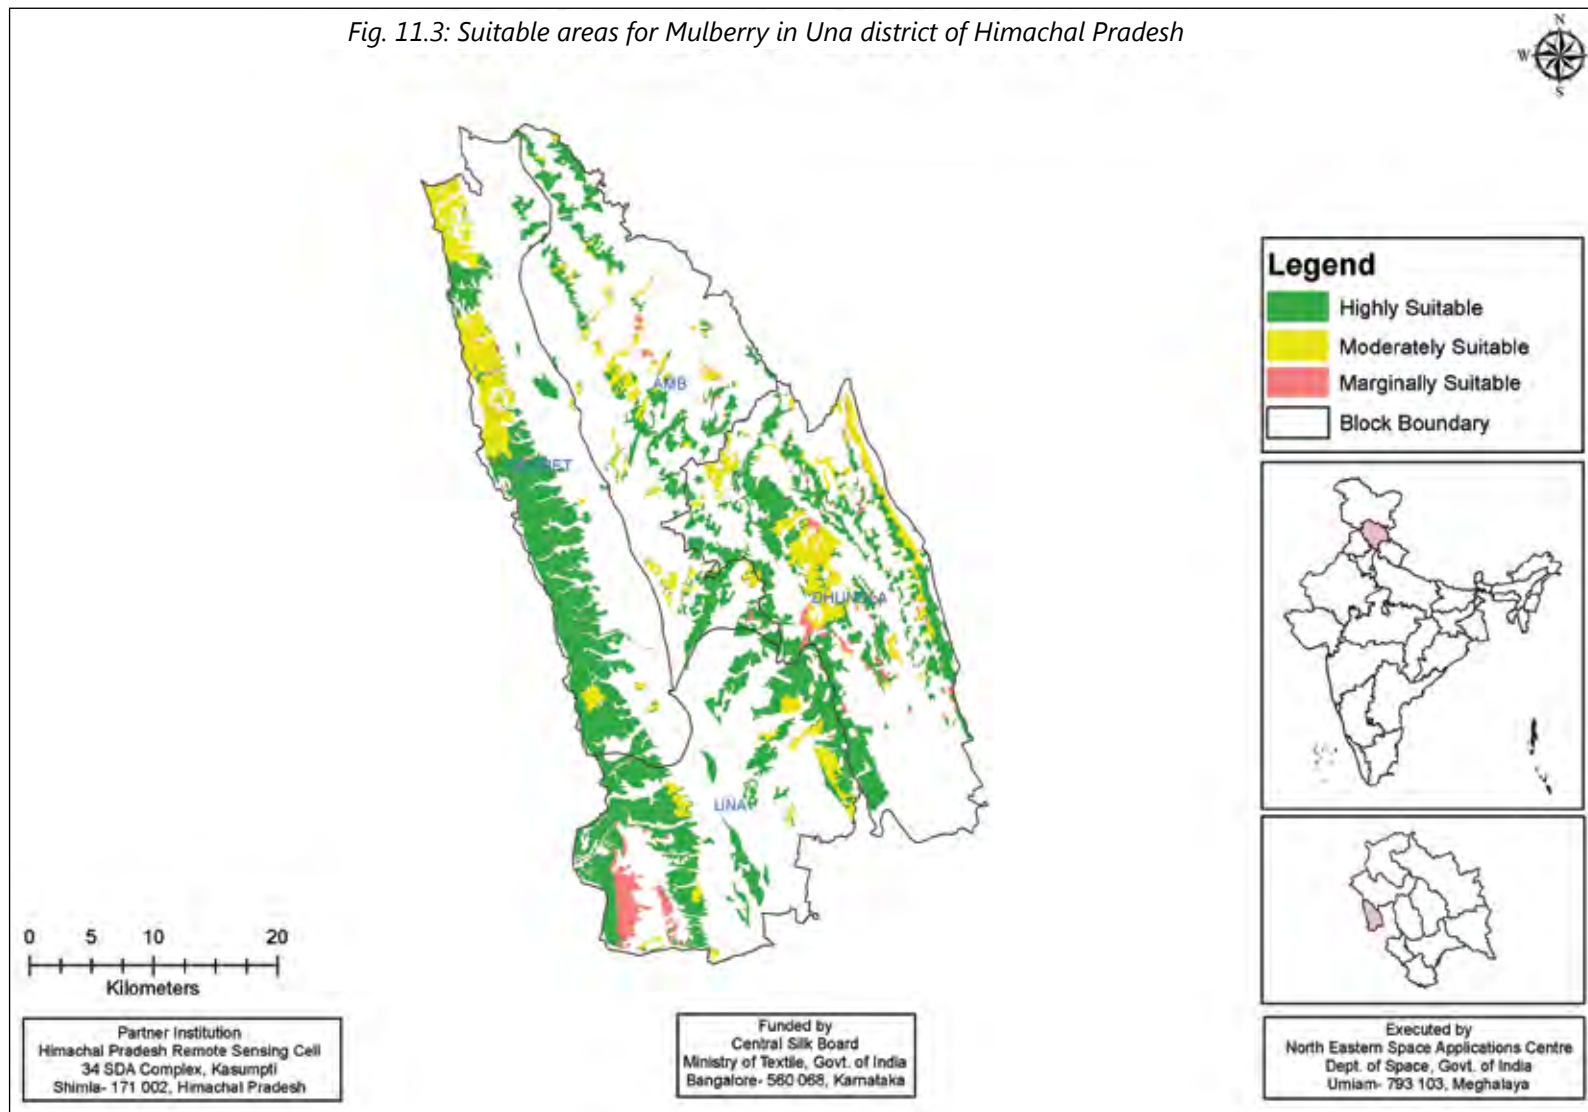 Fig. 11.3: Suitable areas for Mulberry in Una district of Himachal Pradesh
N
W
S
AMB
DHUNDLA
UNA
Legend
Highly Suitable
Moderately Suitable
Marginally Suitable
Block Boundary
0 5 10 20
Kilometers
Partner Institution
Himachal Pradesh Remote Sensing Cell
34 SDA Complex, Kasumpti
Shimla- 171 002, Himachal Pradesh
Funded by
Central Silk Board
Ministry of Textile, Govt. of India
Bangalore- 560 068, Karnataka
Executed by
North Eastern Space Applications Centre
Dept. of Space, Govt. of India
Umiam- 793 103, Meghalaya